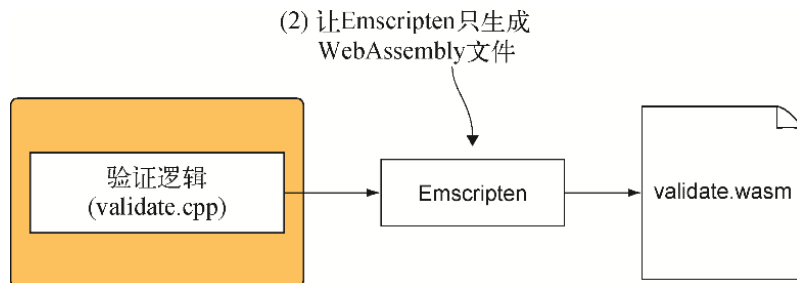 (2) 让Emscripten只生成
WebAssembly文件
验证逻辑
(validate.cpp)
Emscripten
validate.wasm